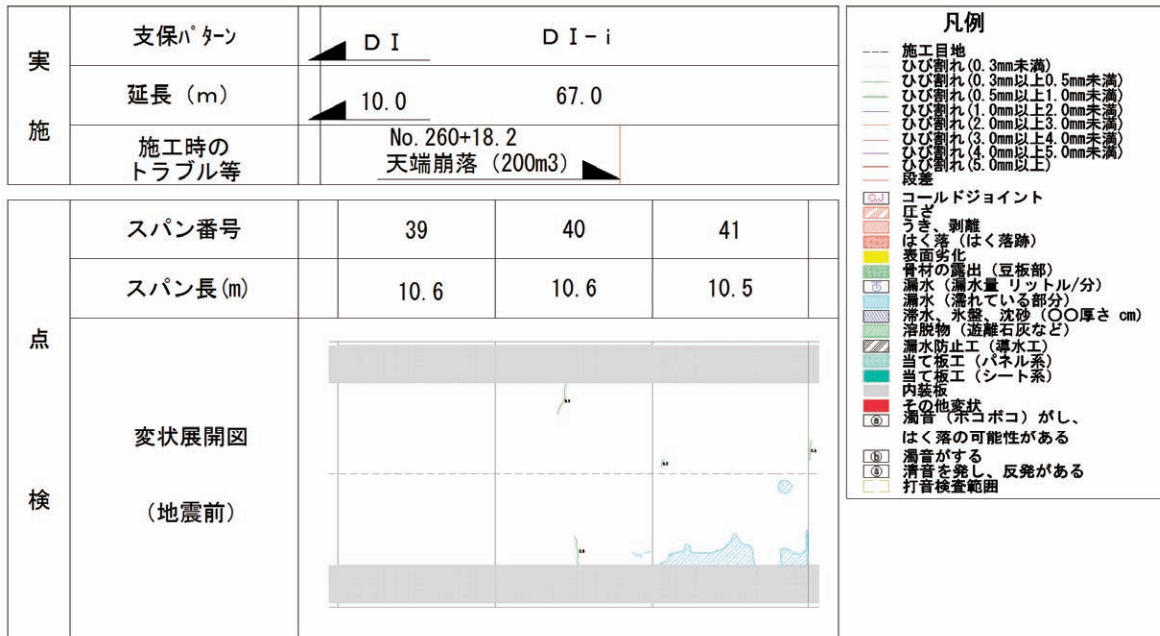 実施
支保パターン
DⅠ
DⅠ-i
延長（m）
10.0
67.0
施工時の
トラブル等
No.260+18.2
天端崩落（200m3）
点検
スパン番号
39
40
41
スパン長(m)
10.6
10.6
10.5
変状展開図
（地震前）
凡例
施工目地
ひび割れ(0.3mm未満)
ひび割れ(0.3mm以上0.5mm未満)
ひび割れ(0.5mm以上1.0mm未満)
ひび割れ(1.0mm以上2.0mm未満)
ひび割れ(2.0mm以上3.0mm未満)
ひび割れ(3.0mm以上4.0mm未満)
ひび割れ(4.0mm以上5.0mm未満)
ひび割れ(5.0mm以上)
段差
C.J コールドジョイント
圧ざ
うき、剥離
はく落（はく落跡）
表面劣化
骨材の露出（豆板部）
漏水（漏水量 リットル/分）
漏水（濡れている部分）
滞水、氷盤、沈砂（〇〇厚さ cm）
溶脱物（遊離石灰など）
漏水防止工（導水工）
当て板工（パネル系）
当て板工（シート系）
内装板
その他変状
濁音（ボコボコ）がし、
はく落の可能性がある
ⓑ 濁音がする
清音を発し、反発がある
打音検査範囲